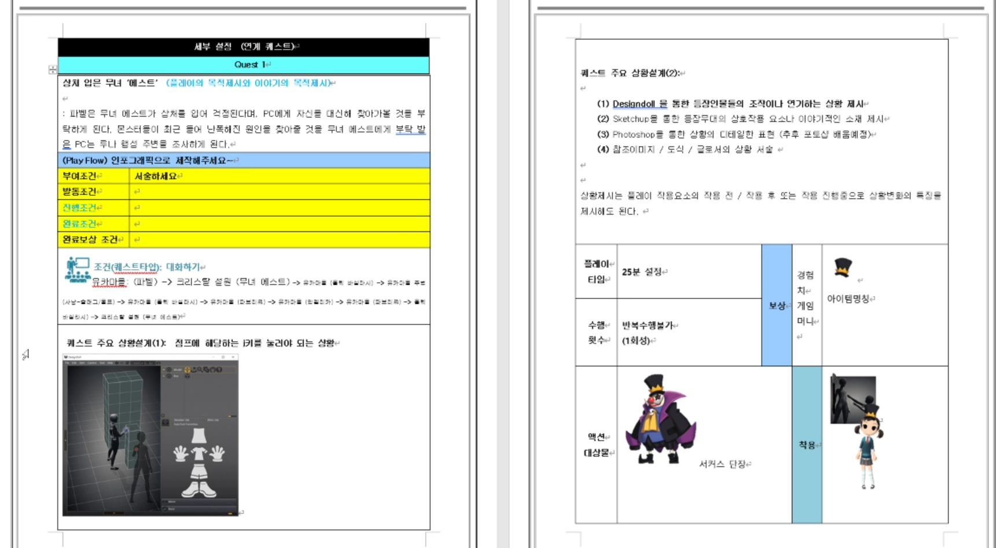 세부 설정 (연계 퀘스트)
Quest 1
상처 입은 무녀 '에스트' (플레이의 목적제시와 이야기의 목적제시)
: 파벨은 무녀 에스트가 상처를 입어 걱정된다며, PC에게 자신을 대신해 찾아가볼 것을 부
탁하게 된다. 몬스터들이 최근 들어 난폭해진 원인을 찾아줄 것을 무녀 에스트에게 부탁 받
은 PC는 루나 협섬 주변을 조사하게 된다.
(Play Flow) 인포그래픽으로 제작해주세요~
부여조건 서술하세요
발동조건
진행조건
완료조건
완료보상 조건
조건(퀘스트타입): 대화하기
유카마을: (파벨) -> 크리스탈 설원 (무녀 에스트) -> 유카마을 (올렉 바실리시) -> 유카마을 주변
-> 유카마을 (올렉 바실리시) -> 유카마을 (파브리크) -> 유카마을 -> 유카마을 (파브리크) -> 올렉
바실리시) -> 크리스탈 설원 (무녀 에스트)
퀘스트 주요 상황설계(1): 점프에 해당하는 j키를 눌러야 되는 상황
퀘스트 주요 상황설계(2):
(1) Designdoll 을 통한 등장인물들의 조작이나 연기하는 상황 제시
(2) Sketchup을 통한 등장무대의 상호작용 요소나 이야기적인 소재 제시
(3) Photoshop을 통한 상황의 디테일한 표현 (추후 포토샵 배움예정)
(4) 참조이미지 / 도식 / 글로서의 상황 서술
상황제시는 플레이 작용요소의 작용 전 / 작용 후 또는 작용 진행중으로 상황변화의 특징을
제시해도 된다.
플레이
타임
25분 설정
수행
횟수
반복수행불가
(1회성)
보상
경험
치
게임
머니
아이템명칭
액션
대상물
서커스 단장
착용